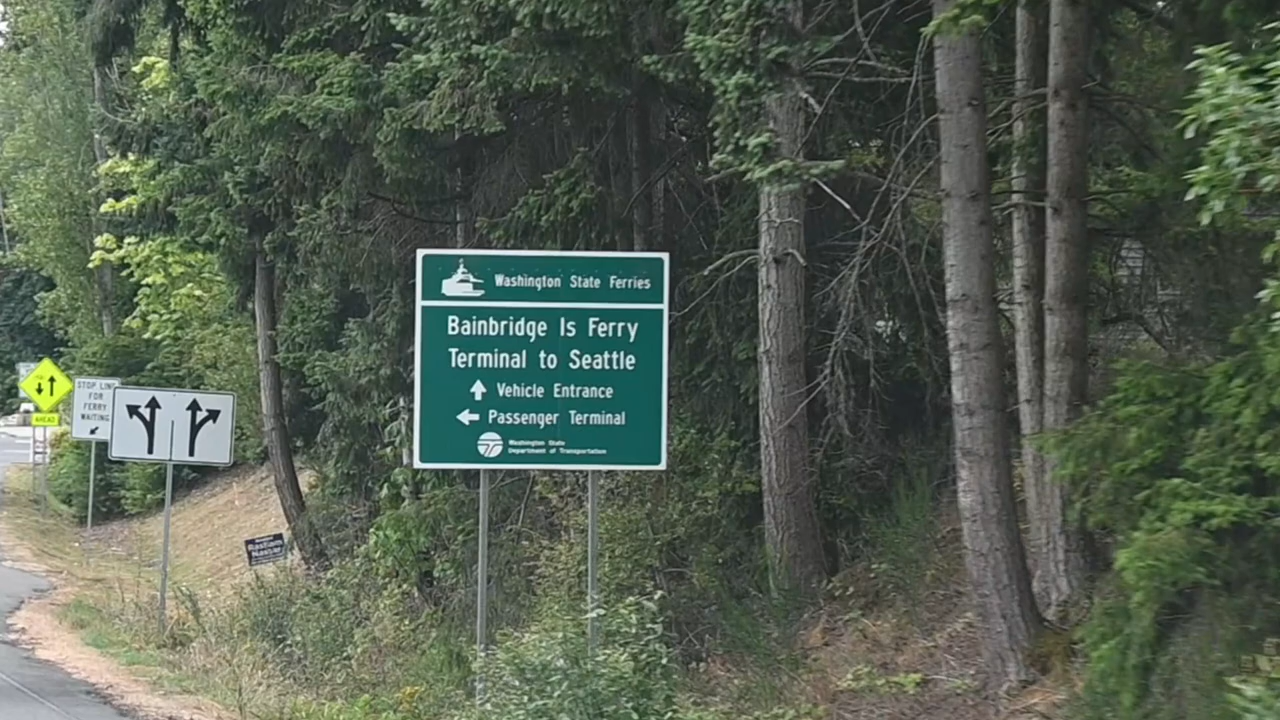 Washington State Ferries
Bainbridge Is Ferry
Terminal to Seattle
Vehicle Entrance
Passenger Terminal
Washington State
Department of Transportation
STOP LINE
FOR
FERRY
WAITING
AHEAD